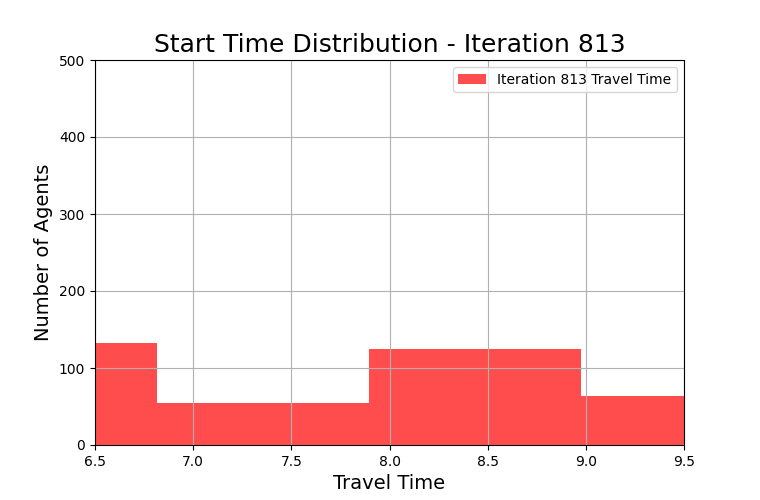 Start Time Distribution - Iteration 813
Iteration 813 Travel Time
Number of Agents
500
400
300
200
100
0
6.5 7.0 7.5 8.0 8.5 9.0 9.5
Travel Time